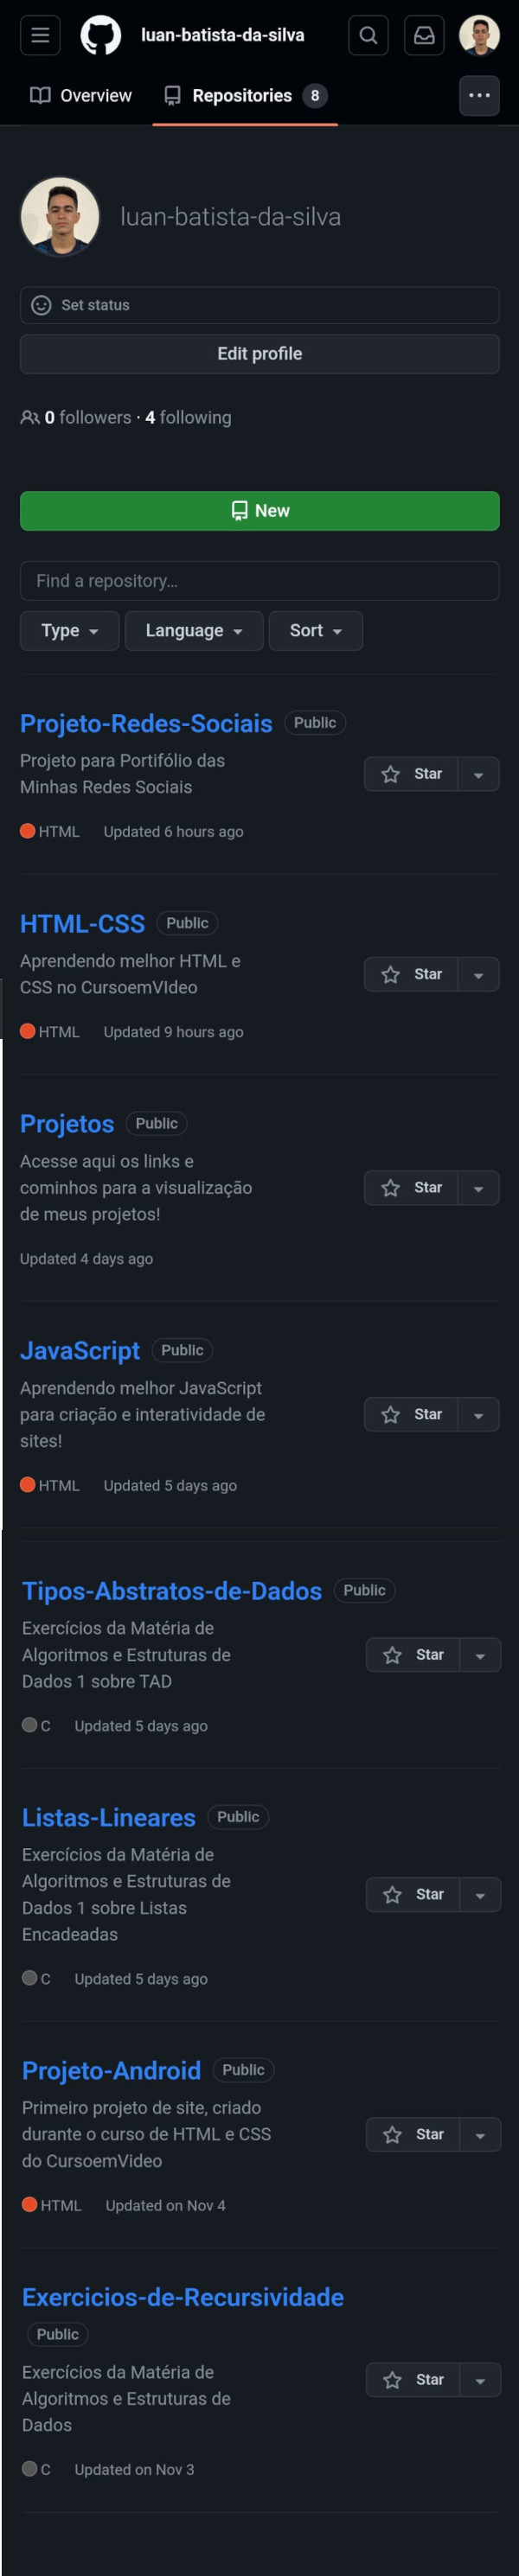 luan-batista-da-silva
Overview Repositories 8
luan-batista-da-silva
Set status
Edit profile
0 followers · 4 following
New
Find a repository...
Type Language Sort
Projeto-Redes-Sociais Public
Projeto para Portifólio das
Minhas Redes Sociais
Star
HTML Updated 6 hours ago
HTML-CSS Public
Aprendendo melhor HTML e
CSS no CursoemVIdeo
Star
HTML Updated 9 hours ago
Projetos Public
Acesse aqui os links e
cominhos para a visualização
de meus projetos!
Star
Updated 4 days ago
JavaScript Public
Aprendendo melhor JavaScript
para criação e interatividade de
sites!
Star
HTML Updated 5 days ago
Tipos-Abstratos-de-Dados Public
Exercícios da Matéria de
Algoritmos e Estruturas de
Dados 1 sobre TAD
Star
C Updated 5 days ago
Listas-Lineares Public
Exercícios da Matéria de
Algoritmos e Estruturas de
Dados 1 sobre Listas
Encadeadas
Star
C Updated 5 days ago
Projeto-Android Public
Primeiro projeto de site, criado
durante o curso de HTML e CSS
do CursoemVideo
Star
HTML Updated on Nov 4
Exercicios-de-Recursividade
Public
Exercícios da Matéria de
Algoritmos e Estruturas de
Dados
Star
C Updated on Nov 3